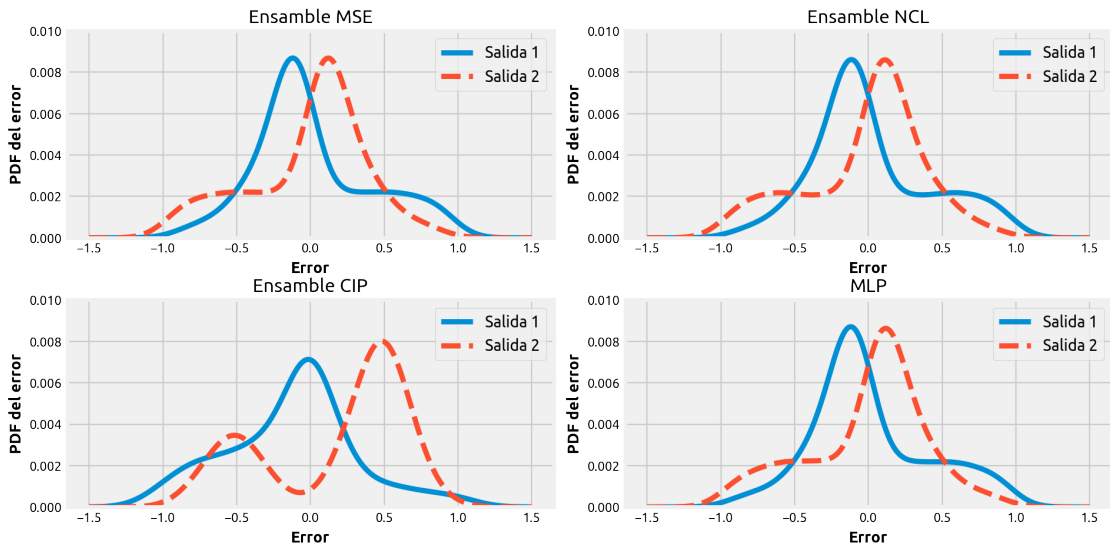 Ensamble MSE
PDF del error
0.010
0.008
0.006
0.004
0.002
0.000
Salida 1
Salida 2
−1.5 −1.0 −0.5 0.0 0.5 1.0 1.5
Error
Ensamble NCL
PDF del error
0.010
0.008
0.006
0.004
0.002
0.000
Salida 1
Salida 2
−1.5 −1.0 −0.5 0.0 0.5 1.0 1.5
Error
Ensamble CIP
PDF del error
0.010
0.008
0.006
0.004
0.002
0.000
Salida 1
Salida 2
−1.5 −1.0 −0.5 0.0 0.5 1.0 1.5
Error
MLP
PDF del error
0.010
0.008
0.006
0.004
0.002
0.000
Salida 1
Salida 2
−1.5 −1.0 −0.5 0.0 0.5 1.0 1.5
Error